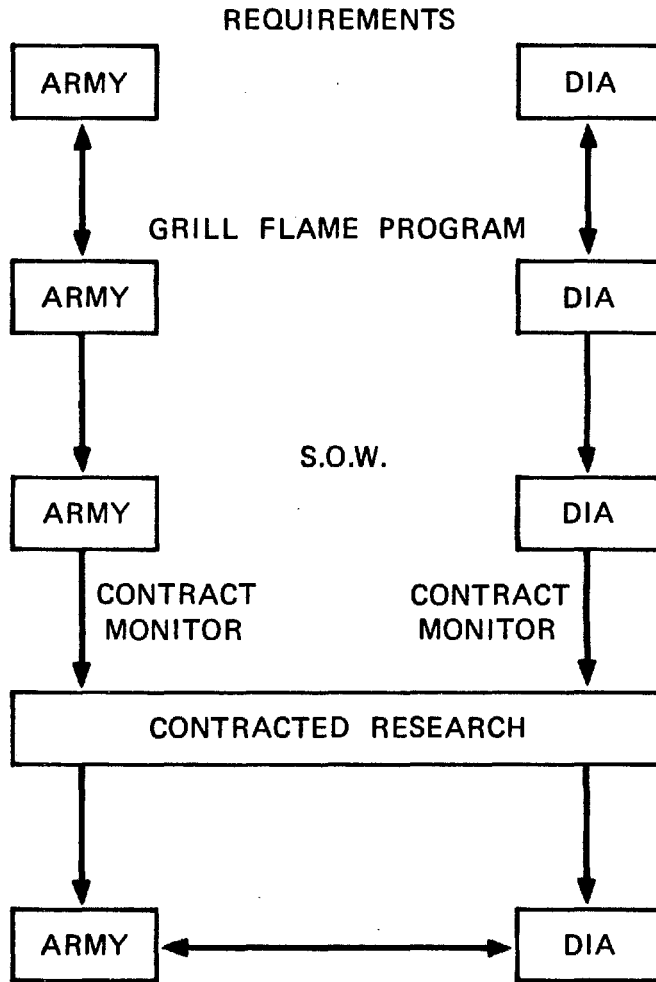 REQUIREMENTS
ARMY DIA
GRILL FLAME PROGRAM
ARMY DIA
S.O.W.
ARMY DIA
CONTRACT CONTRACT
MONITOR MONITOR
CONTRACTED RESEARCH
ARMY DIA